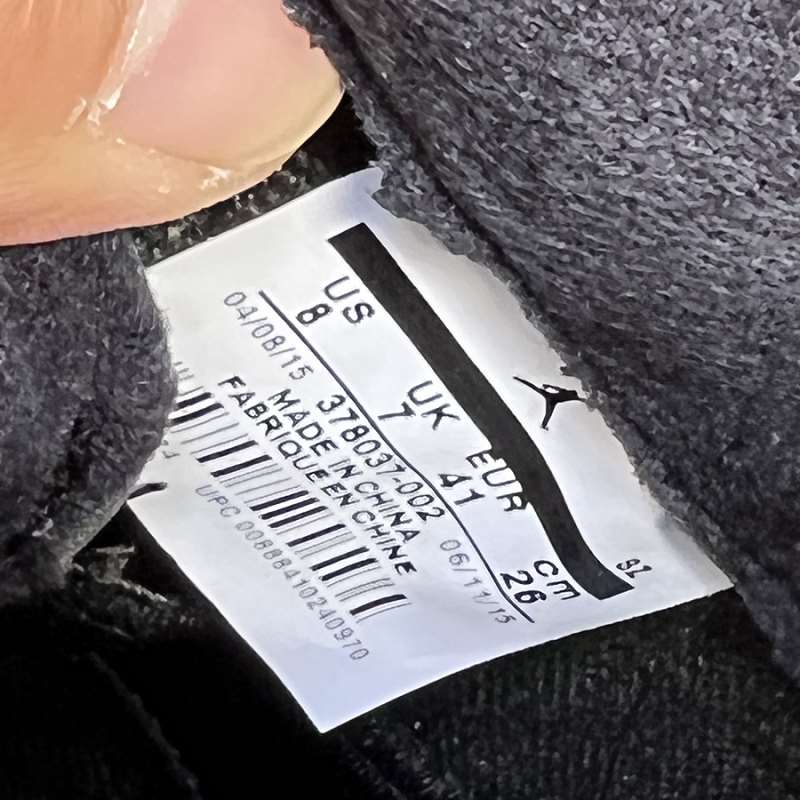 US UK EUR cm
8 7 41 26
04/08/15 378037-002 06/11/15
MADE IN CHINA
FABRIQUE EN CHINE
UPC 00888410240970